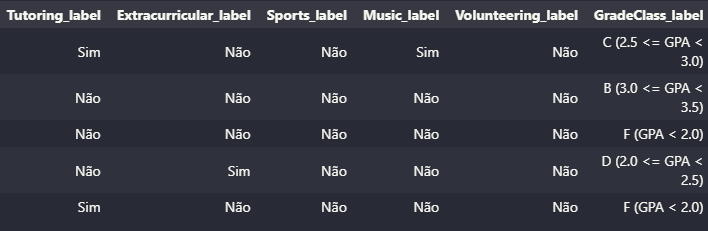 Tutoring_label Extracurricular_label Sports_label Music_label Volunteering_label GradeClass_label
Sim Não Não Sim Não C (2.5 <= GPA <
3.0)
Não Não Não Não Não B (3.0 <= GPA <
3.5)
Não Não Não Não Não F (GPA < 2.0)
Não Sim Não Não Não D (2.0 <= GPA <
2.5)
Sim Não Não Não Não F (GPA < 2.0)